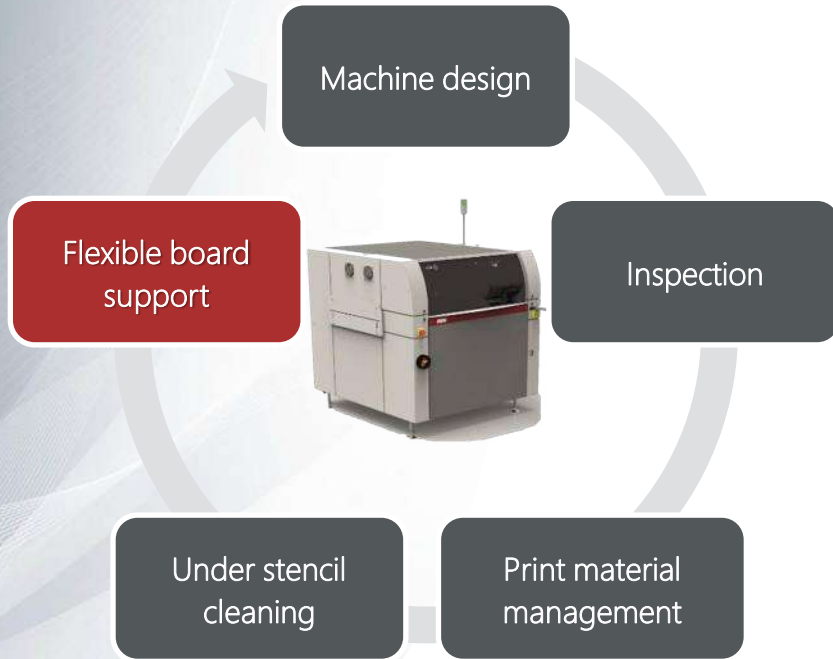 Machine design
Flexible board
support
Inspection
Under stencil
cleaning
Print material
management